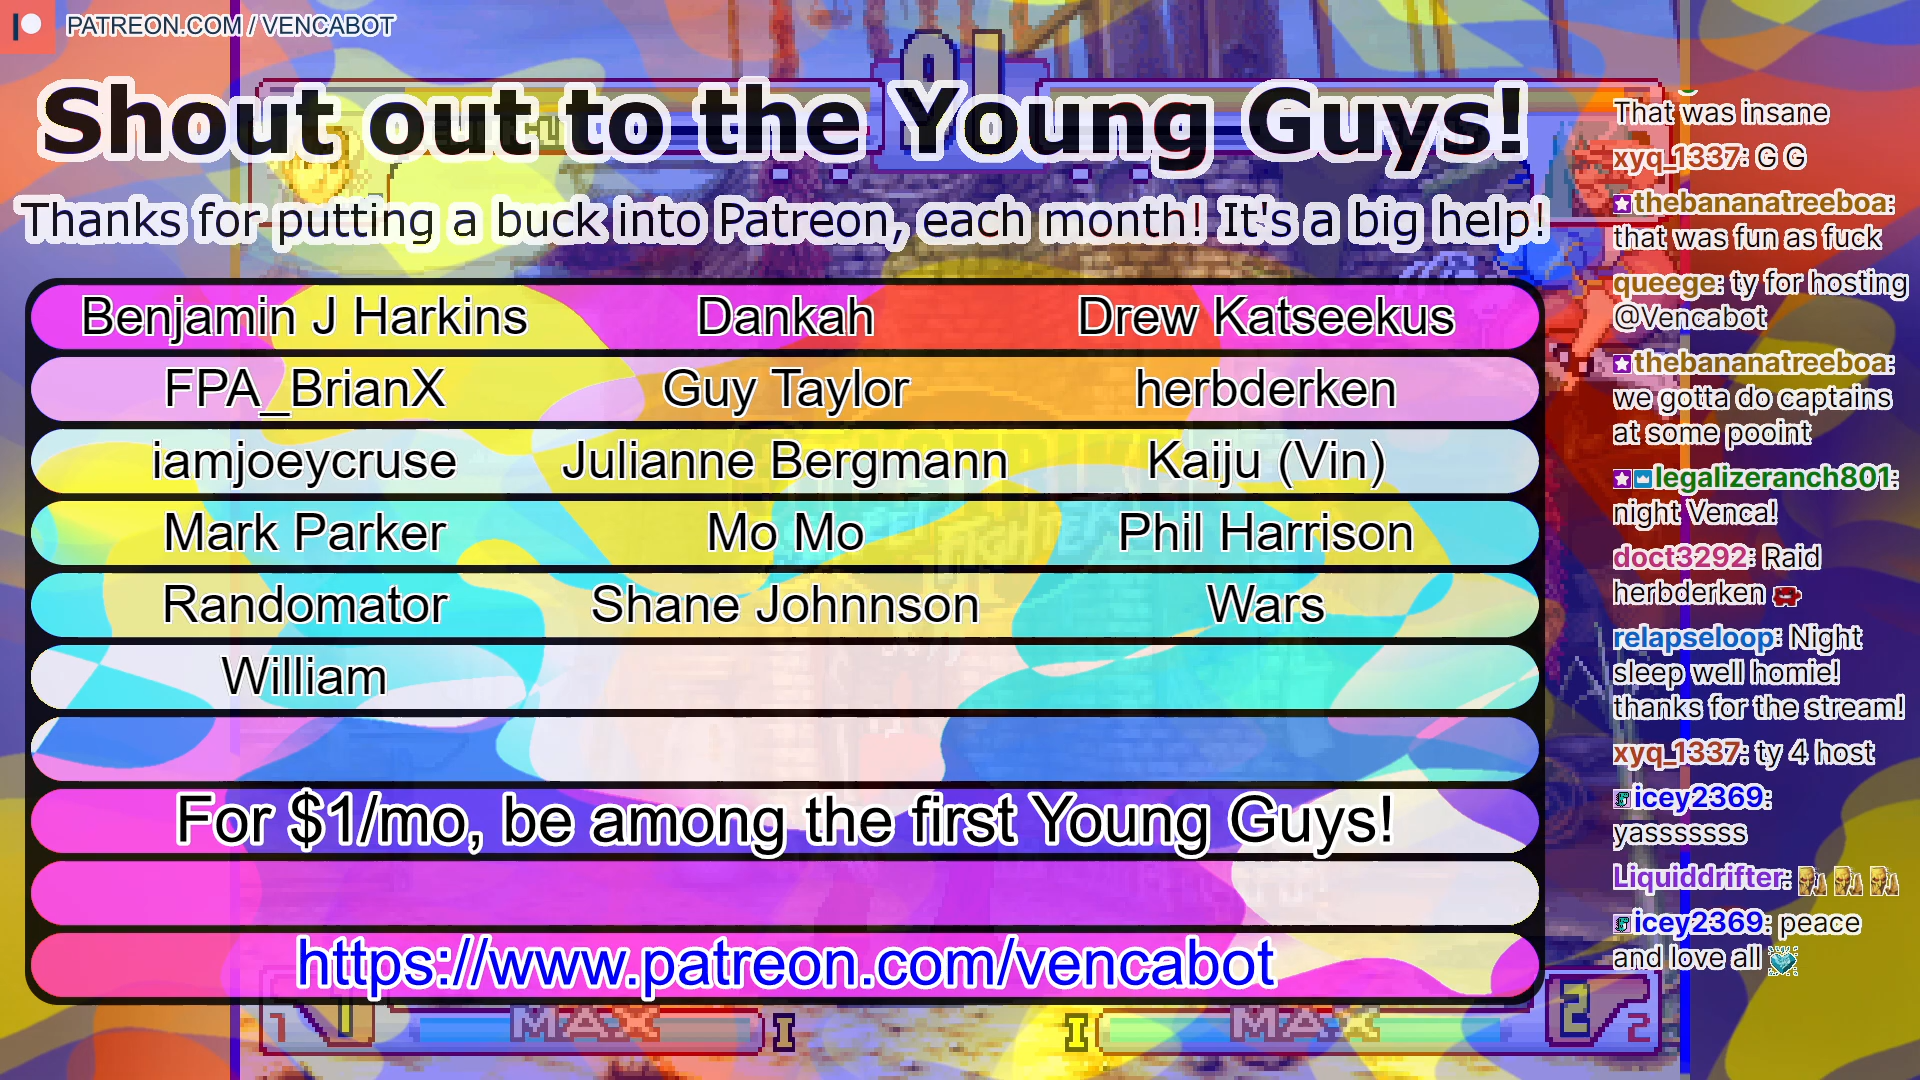 PATREON.COM / VENCABOT
Shout out to the Young Guys!
Thanks for putting a buck into Patreon, each month! It's a big help!
Benjamin J Harkins Dankah Drew Katseekus
FPA_BrianX Guy Taylor herbderken
iamjoeycruse Julianne Bergmann Kaiju (Vin)
Mark Parker Mo Mo Phil Harrison
Randomator Shane Johnnson Wars
William
For $1/mo, be among the first Young Guys!
https://www.patreon.com/vencabot
1 MAX I
I MAX 2 2
That was insane
xyq_1337: G G
thebananatreeboa:
that was fun as fuck
queege: ty for hosting
@Vencabot
thebananatreeboa:
we gotta do captains
at some pooint
legalizeranch801:
night Venca!
doct3292: Raid
herbderken
relapseloop: Night
sleep well homie!
thanks for the stream!
xyq_1337: ty 4 host
icey2369:
yasssssss
Liquiddrifter:
icey2369: peace
and love all